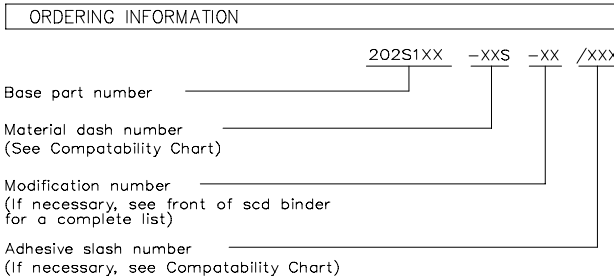 ORDERING INFORMATION
202S1XX -XXS -XX /XXX
Base part number
Material dash number
(See Compatability Chart)
Modification number
(If necessary, see front of scd binder
for a complete list)
Adhesive slash number
(If necessary, see Compatability Chart)